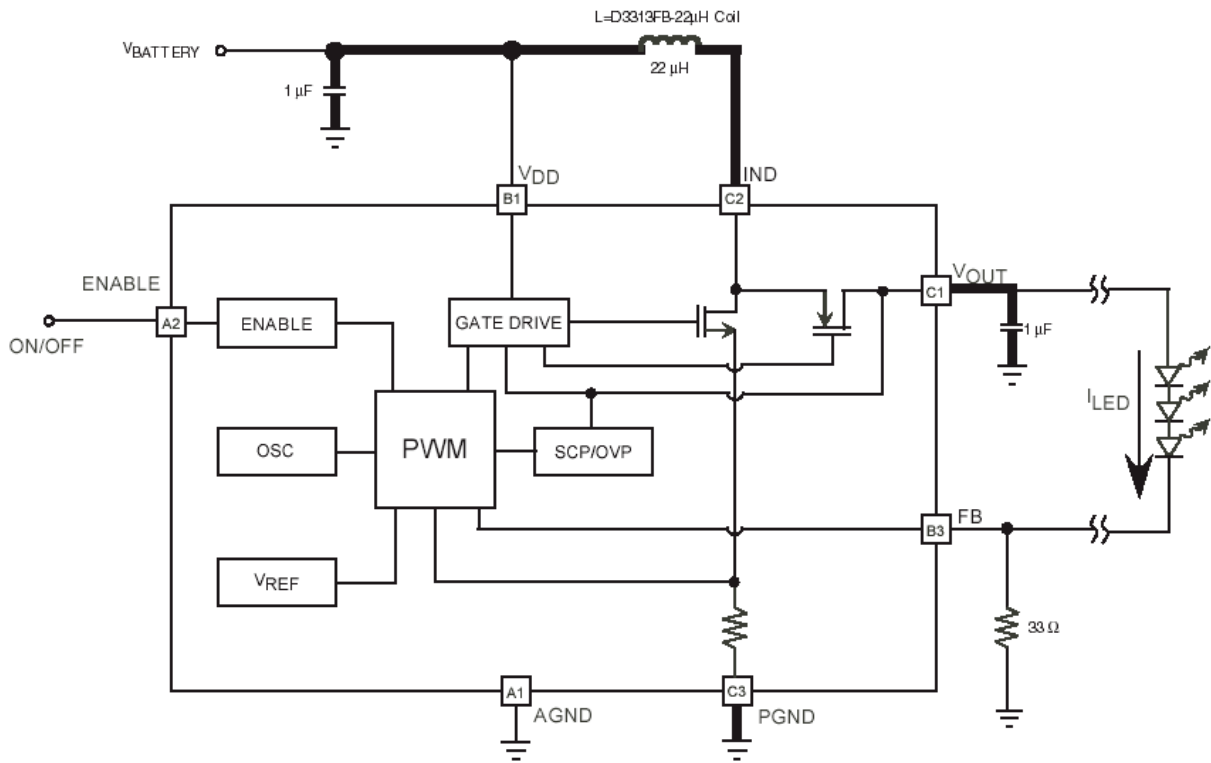 L=D3313FB-22µH Coil
VBATTERY
1 µF
22 µH
VDD
IND
B1
C2
ENABLE
VOUT
C1
A2
ENABLE
GATE DRIVE
ON/OFF
1 µF
ILED
OSC
PWM
SCP/OVP
FB
B3
VREF
33 Ω
A1
C3
AGND
PGND